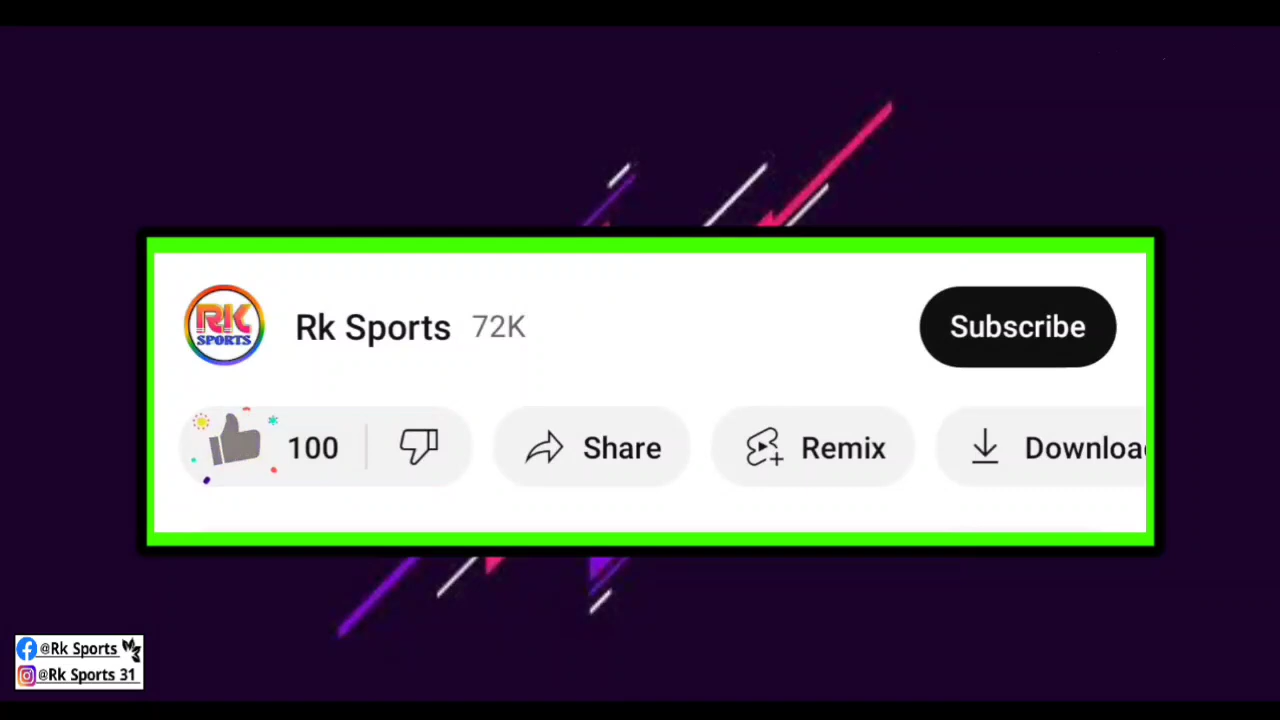 RK
SPORTS
Rk Sports 72K
Subscribe
100
Share
Remix
Downloa
@Rk Sports
@Rk Sports 31